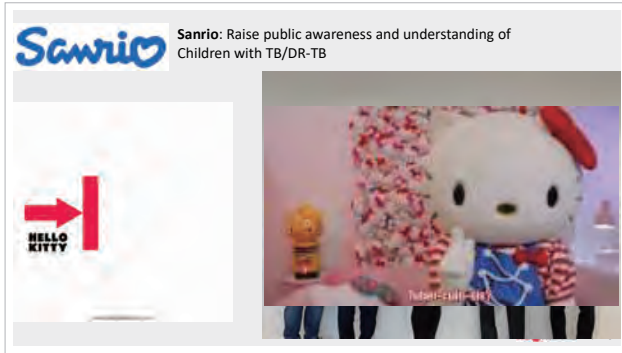 Sanrio
Sanrio: Raise public awareness and understanding of
Children with TB/DR-TB
HELLO
KITTY